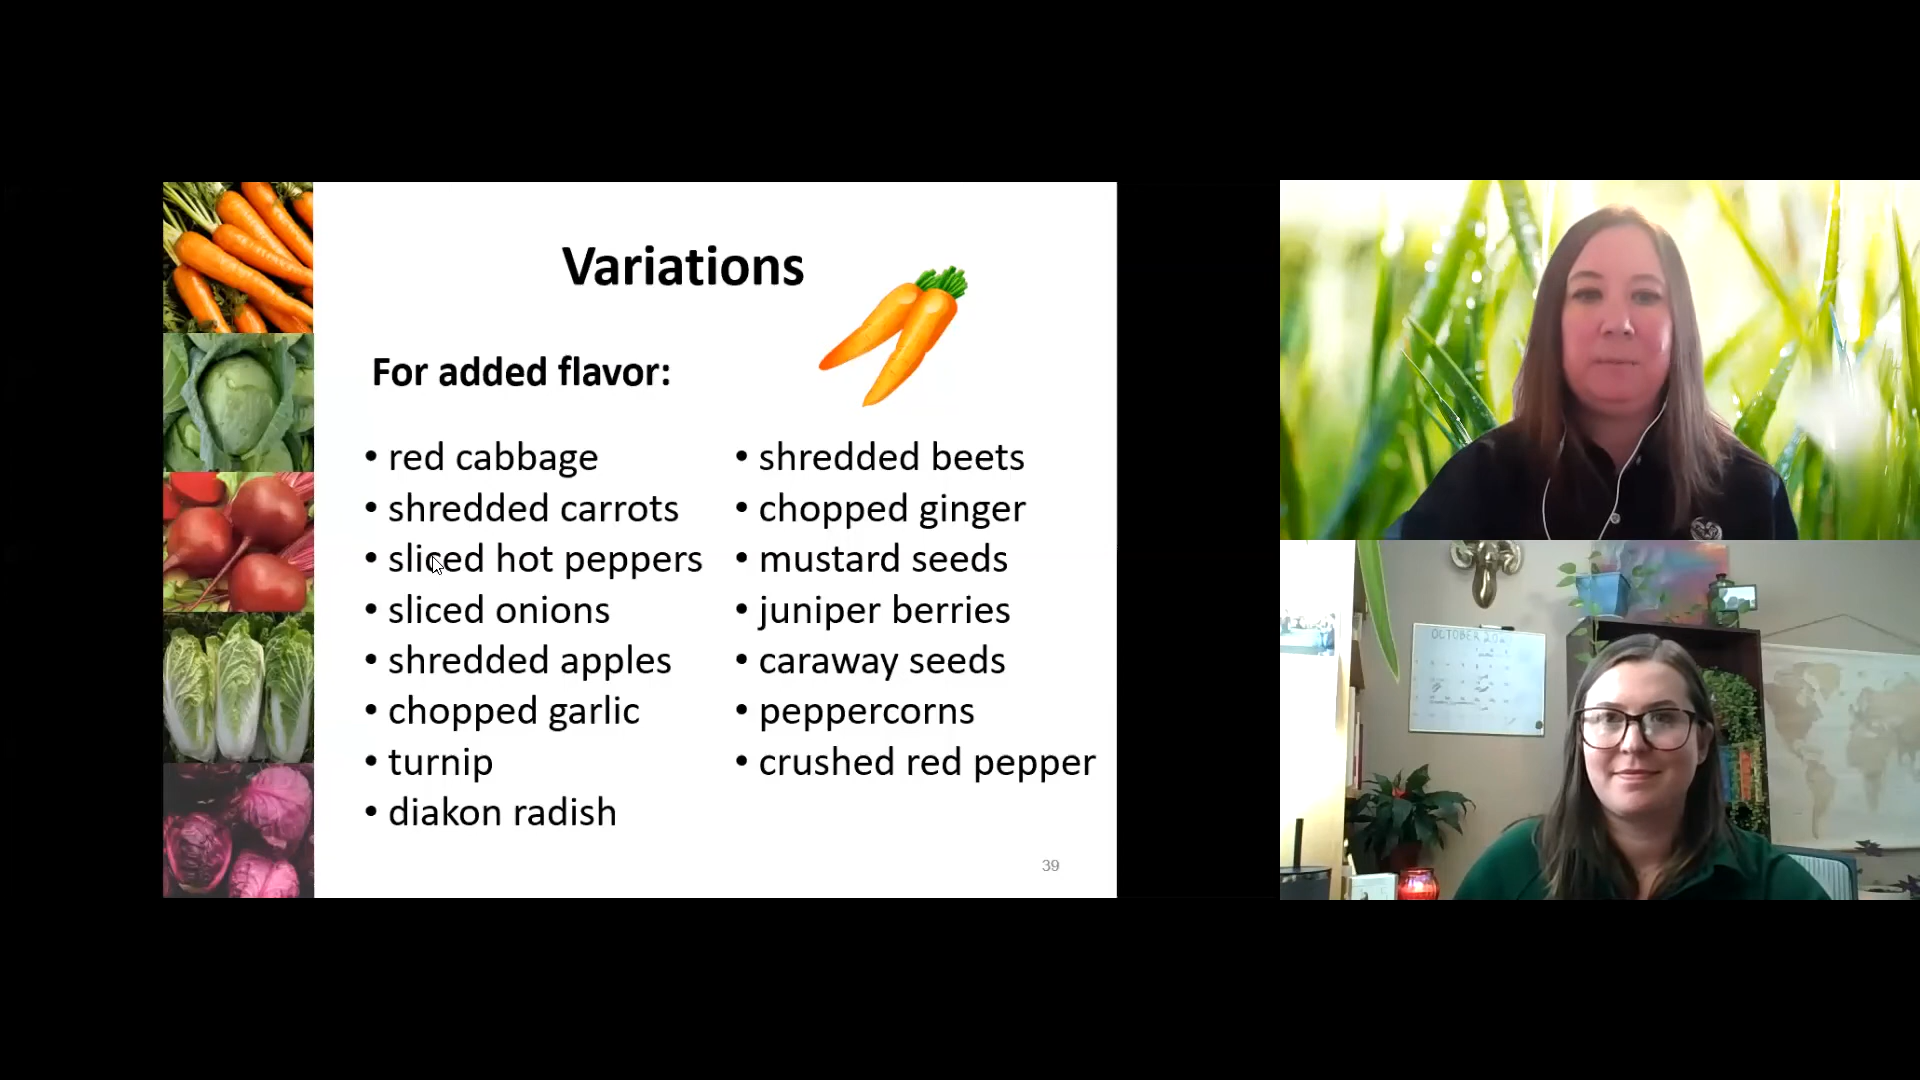 Variations
For added flavor:
• red cabbage
• shredded carrots
• sliced hot peppers
• sliced onions
• shredded apples
• chopped garlic
• turnip
• diakon radish
• shredded beets
• chopped ginger
• mustard seeds
• juniper berries
• caraway seeds
• peppercorns
• crushed red pepper
39
OCTOBER